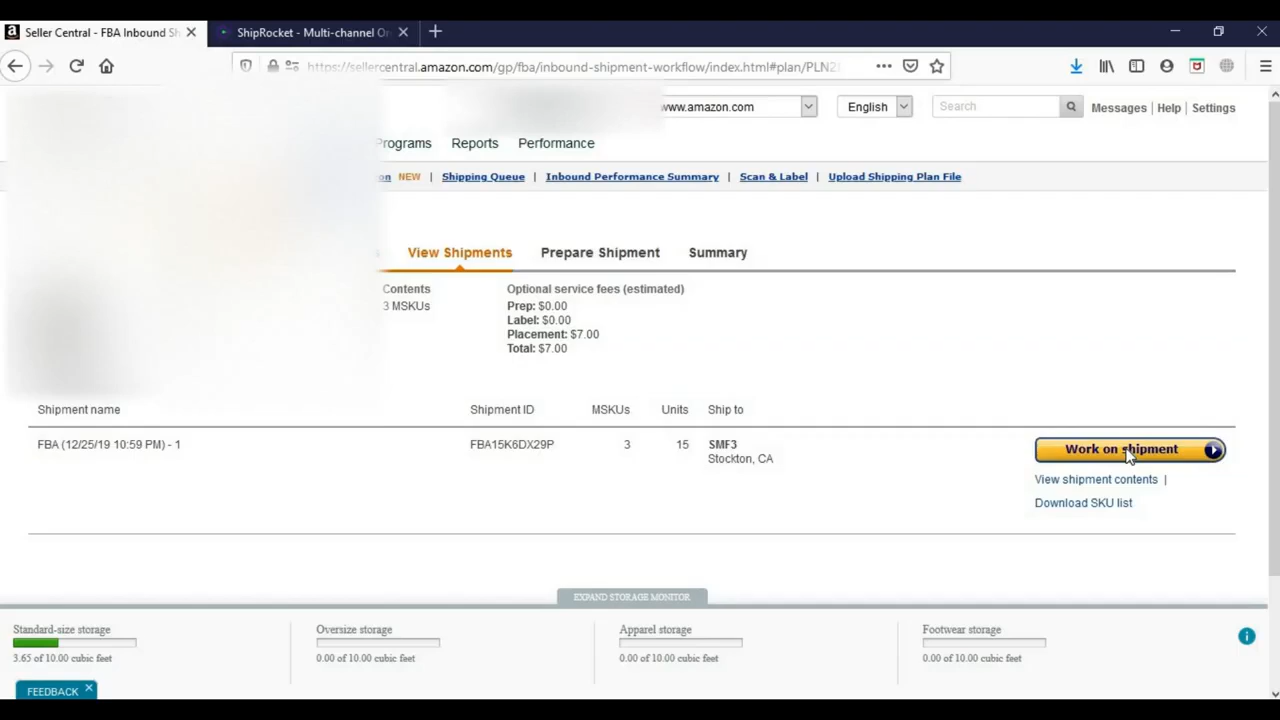 Seller Central - FBA Inbound Sh
ShipRocket - Multi-channel Or
https://sellercentral.amazon.com/gp/fba/inbound-shipment-workflow/index.html#plan/PLN2
www.amazon.com
English
Search
Messages | Help | Settings
Programs Reports Performance
on NEW | Shipping Queue | Inbound Performance Summary | Scan & Label | Upload Shipping Plan File
View Shipments Prepare Shipment Summary
Contents
3 MSKUs
Optional service fees (estimated)
Prep: $0.00
Label: $0.00
Placement: $7.00
Total: $7.00
Shipment name Shipment ID MSKUs Units Ship to
FBA (12/25/19 10:59 PM) - 1 FBA15K6DX29P 3 15 SMF3
Stockton, CA
Work on shipment
View shipment contents |
Download SKU list
EXPAND STORAGE MONITOR
Standard-size storage
3.65 of 10.00 cubic feet
Oversize storage
0.00 of 10.00 cubic feet
Apparel storage
0.00 of 10.00 cubic feet
Footwear storage
0.00 of 10.00 cubic feet
FEEDBACK